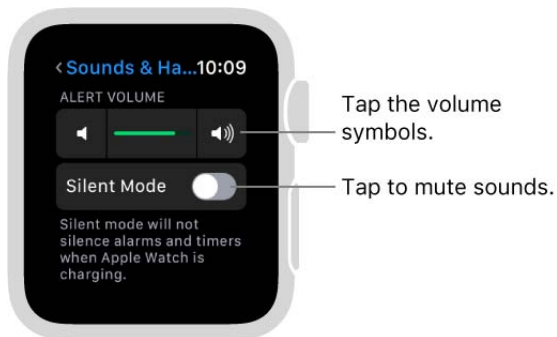 <Sounds & Ha...10:09
ALERT VOLUME
Tap the volume
symbols.
Silent Mode
Tap to mute sounds.
Silent mode will not
silence alarms and timers
when Apple Watch is
charging.